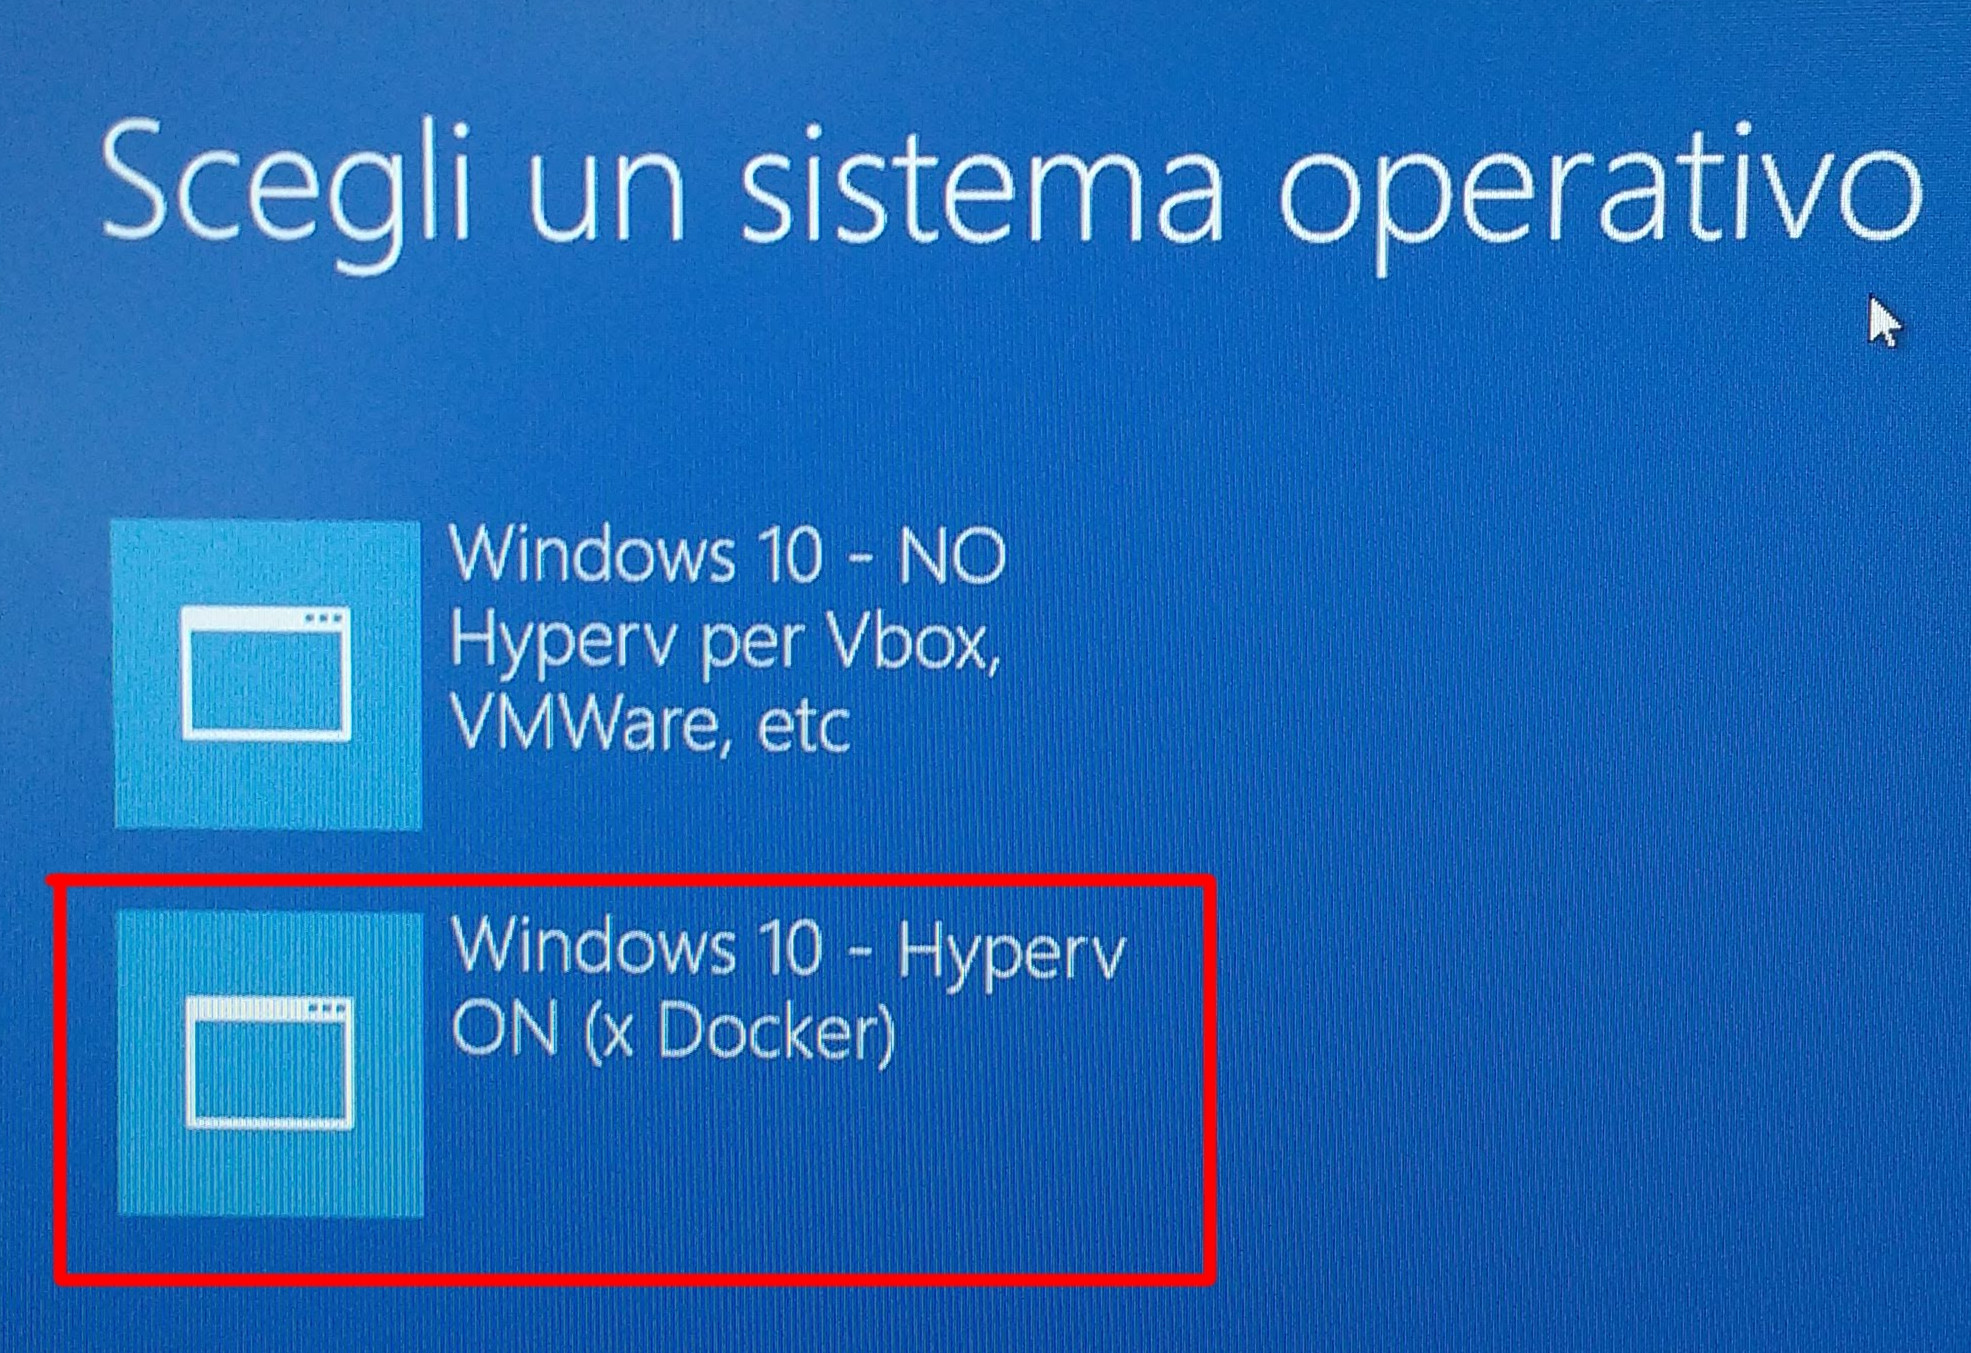 Scegli un sistema operativo
Windows 10 - NO
Hyperv per Vbox,
VMWare, etc
Windows 10 - Hyperv
ON (x Docker)